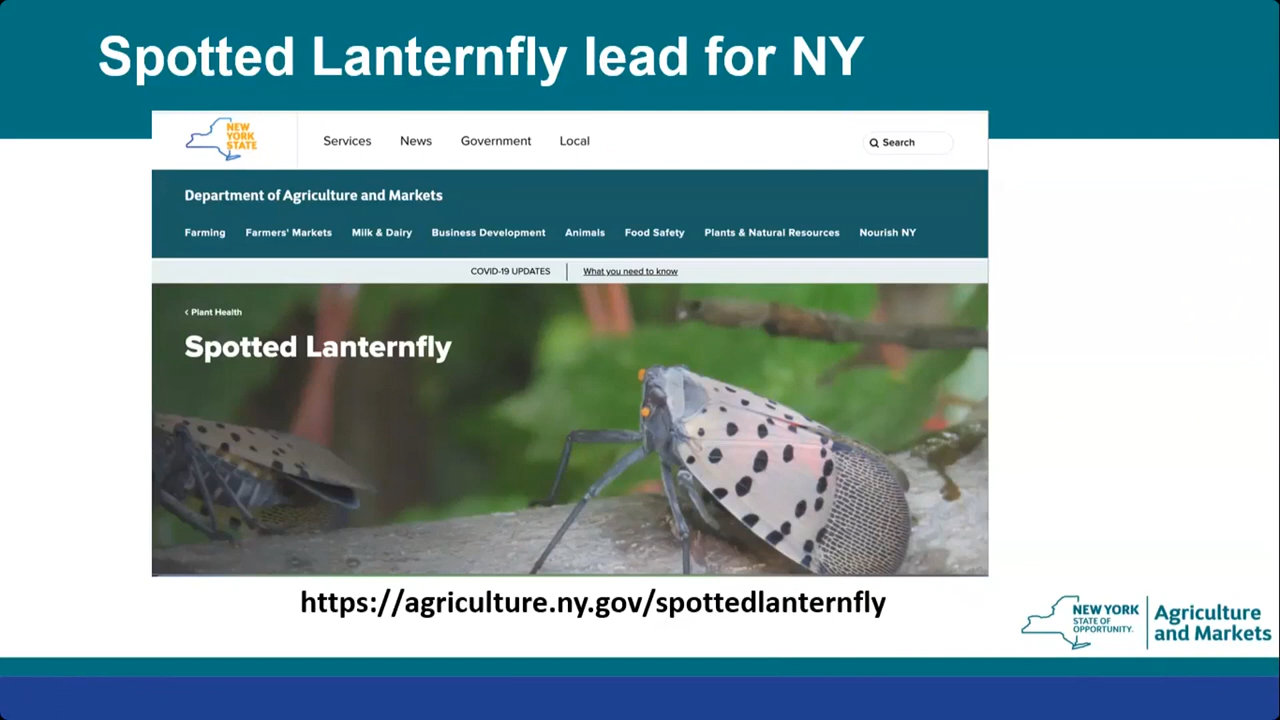 Spotted Lanternfly lead for NY
NEW
YORK
STATE
Services News Government Local
Search
Department of Agriculture and Markets
Farming Farmers' Markets Milk & Dairy Business Development Animals Food Safety Plants & Natural Resources Nourish NY
COVID-19 UPDATES What you need to know
‹ Plant Health
Spotted Lanternfly
https://agriculture.ny.gov/spottedlanternfly
NEW YORK
STATE OF
OPPORTUNITY.
Agriculture
and Markets